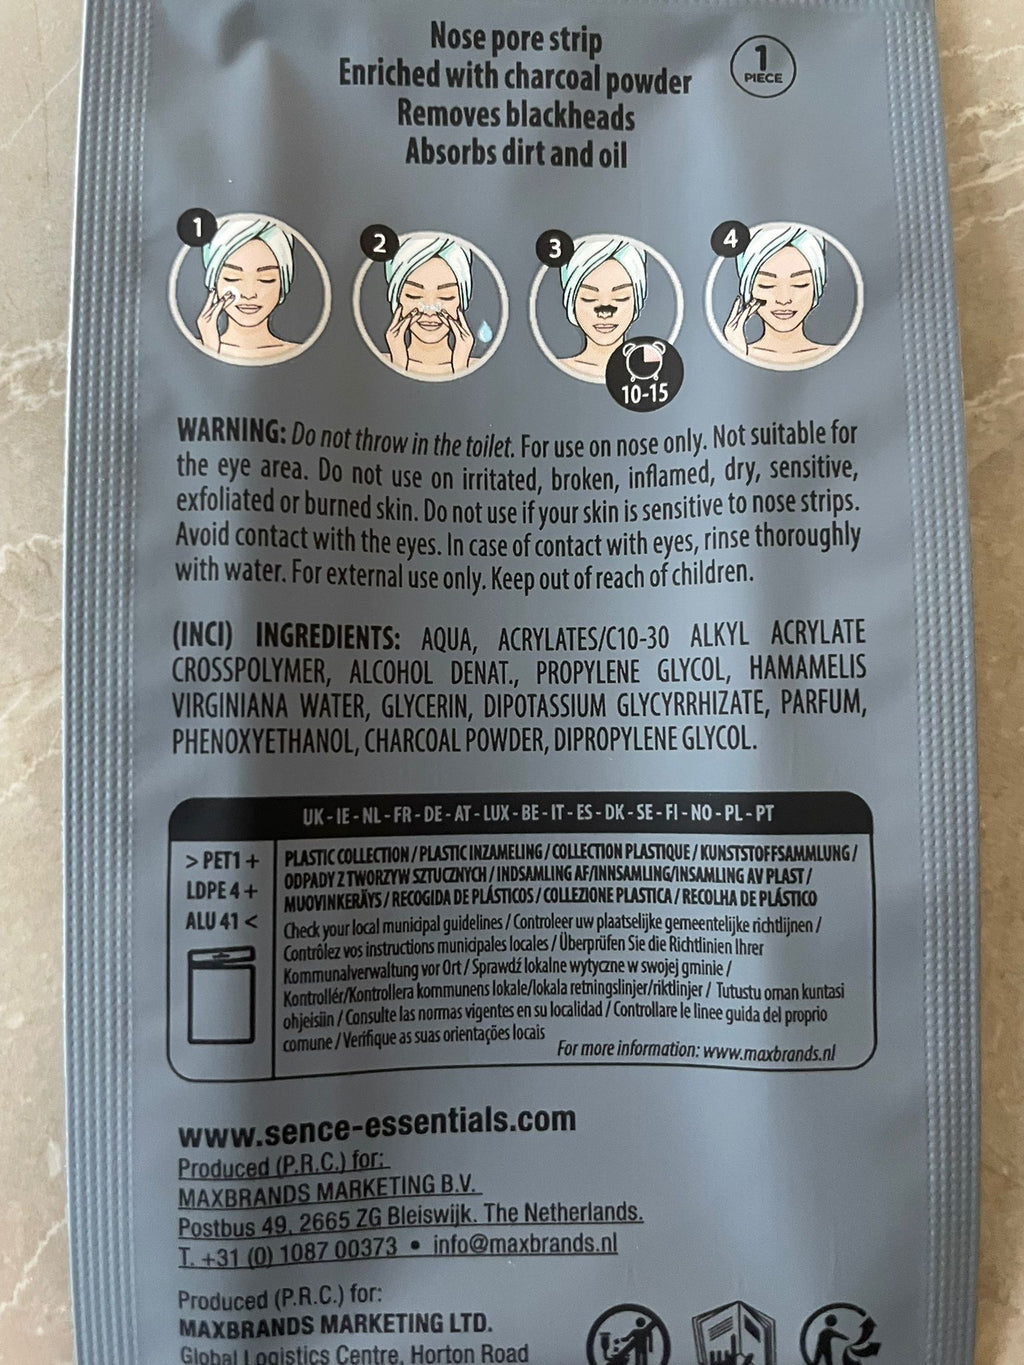 Nose pore strip
Enriched with charcoal powder
Removes blackheads
Absorbs dirt and oil
1
PIECE
1
2
3
4
10-15
WARNING: Do not throw in the toilet. For use on nose only. Not suitable for
the eye area. Do not use on irritated, broken, inflamed, dry, sensitive,
exfoliated or burned skin. Do not use if your skin is sensitive to nose strips.
Avoid contact with the eyes. In case of contact with eyes, rinse thoroughly
with water. For external use only. Keep out of reach of children.
(INCI) INGREDIENTS: AQUA, ACRYLATES/C10-30 ALKYL ACRYLATE
CROSSPOLYMER, ALCOHOL DENAT., PROPYLENE GLYCOL, HAMAMELIS
VIRGINIANA WATER, GLYCERIN, DIPOTASSIUM GLYCYRRHIZATE, PARFUM,
PHENOXYETHANOL, CHARCOAL POWDER, DIPROPYLENE GLYCOL.
UK - IE - NL - FR - DE - AT - LUX - BE - IT - ES - DK - SE - FI - NO - PL - PT
> PET1 +
LDPE 4 +
ALU 41 <
PLASTIC COLLECTION / PLASTIC INZAMELING / COLLECTION PLASTIQUE / KUNSTSTOFFSAMMLUNG /
ODPADY Z TWORZYW SZTUCZNYCH / INDSAMLING AF/INNSAMLING/INSAMLING AV PLAST /
MUOVINKERÄYS / RECOGIDA DE PLÁSTICOS / COLLEZIONE PLASTICA / RECOLHA DE PLÁSTICO
Check your local municipal guidelines / Controleer uw plaatselijke gemeentelijke richtlijnen /
Contrôlez vos instructions municipales locales / Überprüfen Sie die Richtlinien Ihrer
Kommunalverwaltung vor Ort / Sprawdź lokalne wytyczne w swojej gminie /
Kontrollér/Kontrollera kommunens lokale/lokala retningslinjer/riktlinjer / Tutustu oman kuntasi
ohjeisiin / Consulte las normas vigentes en su localidad / Controllare le linee guida del proprio
comune / Verifique as suas orientações locais
For more information: www.maxbrands.nl
www.sence-essentials.com
Produced (P.R.C.) for:
MAXBRANDS MARKETING B.V.
Postbus 49, 2665 ZG Bleiswijk. The Netherlands.
T. +31 (0) 1087 00373 • info@maxbrands.nl
Produced (P.R.C.) for:
MAXBRANDS MARKETING LTD.
Global Logistics Centre, Horton Road